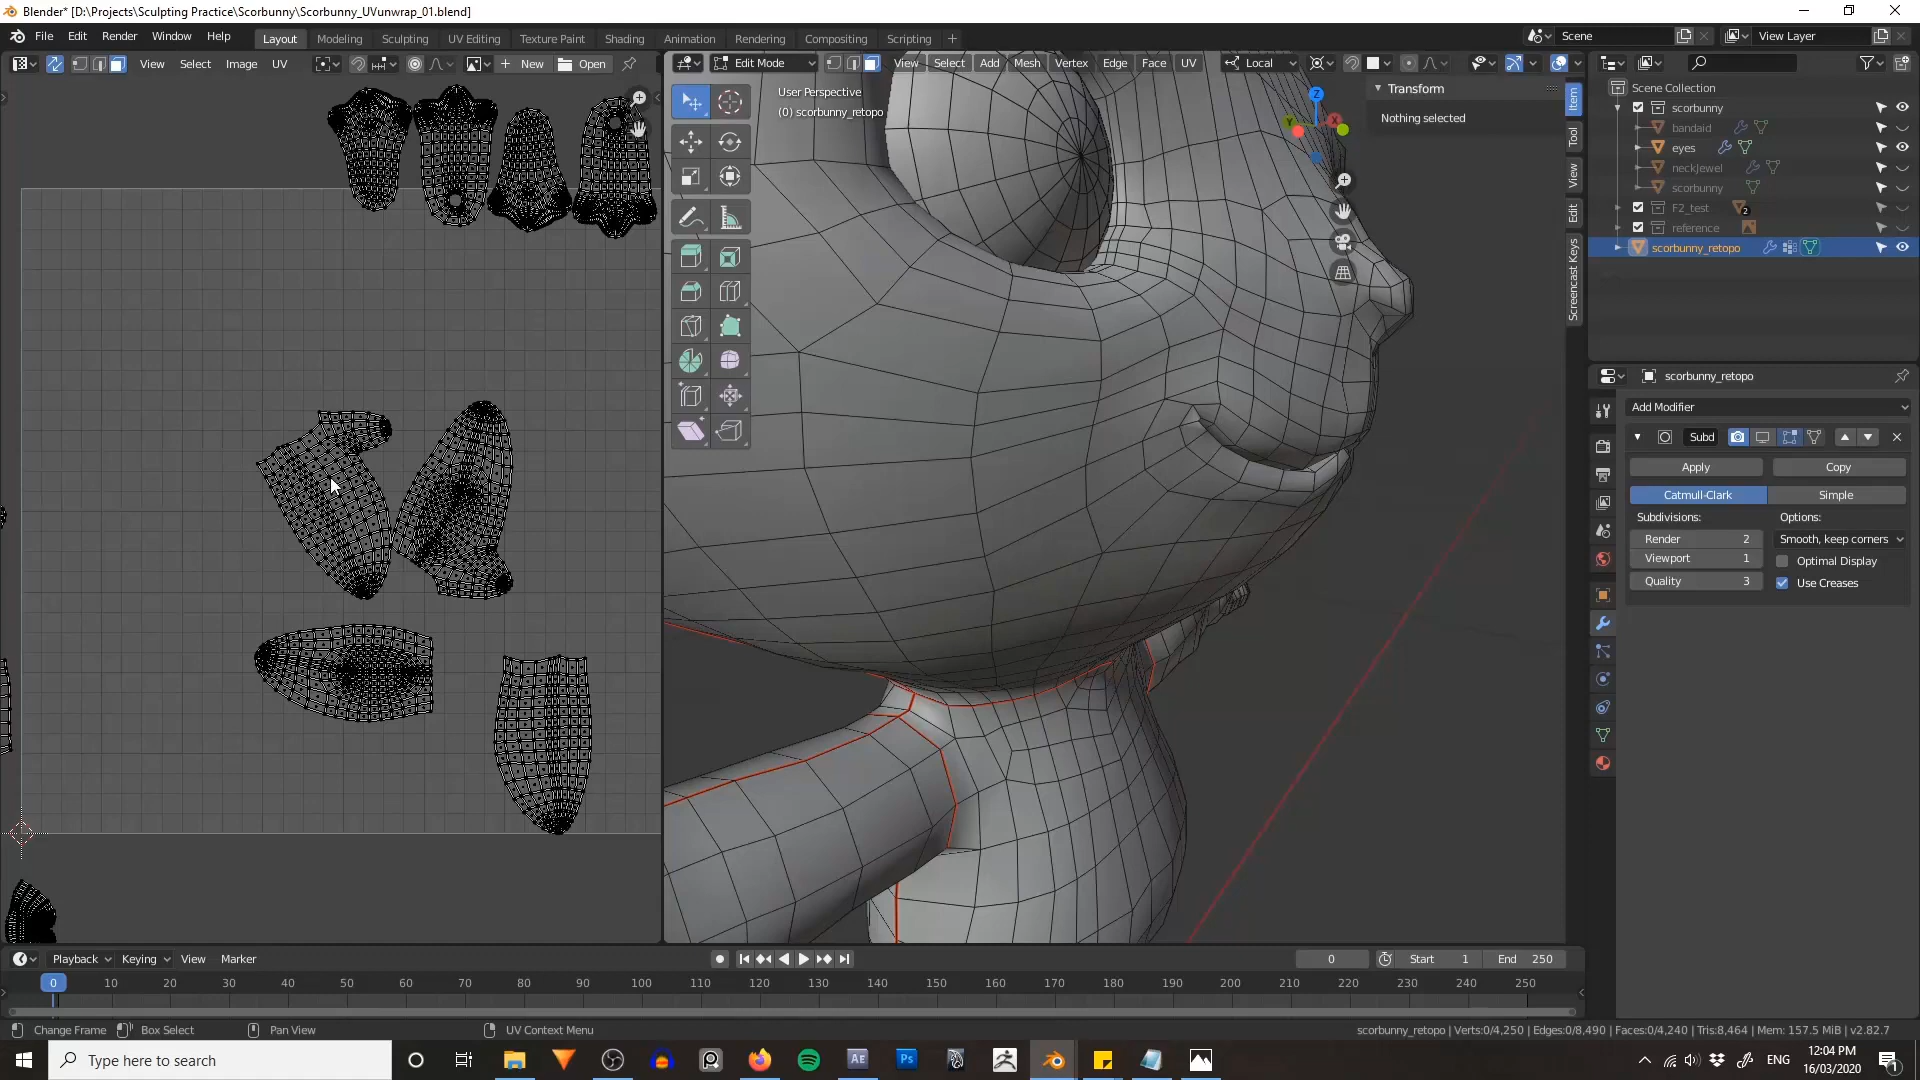 Blender* [D:\Projects\Sculpting Practice\Scorbunny\Scorbunny_UVunwrap_01.blend]
File Edit Render Window Help Layout Modeling Sculpting UV Editing Texture Paint Shading Animation Rendering Compositing Scripting + Scene View Layer
View Select Image UV New Open
Edit Mode View Select Add Mesh Vertex Edge Face UV Local
User Perspective
(0) scorbunny_retopo
Transform
Nothing selected
Item
Tool
View
Edit
Screencast Keys
Z
Y
X
Scene Collection
scorbunny
bandaid
eyes
neckJewel
scorbunny
F2_test 2
reference
scorbunny_retopo
scorbunny_retopo
Add Modifier
Subd
Apply Copy
Catmull-Clark Simple
Subdivisions: Options:
Render 2 Smooth, keep corners
Viewport 1 Optimal Display
Quality 3 Use Creases
Playback Keying View Marker 0 Start 1 End 250
0 10 20 30 40 50 60 70 80 90 100 110 120 130 140 150 160 170 180 190 200 210 220 230 240 250
Change Frame Box Select Pan View UV Context Menu scorbunny_retopo | Verts:0/4,250 | Edges:0/8,490 | Faces:0/4,240 | Tris:8,464 | Mem: 157.5 MiB | v2.82.7
Type here to search
Ae Ps
ENG
12:04 PM
16/03/2020
1